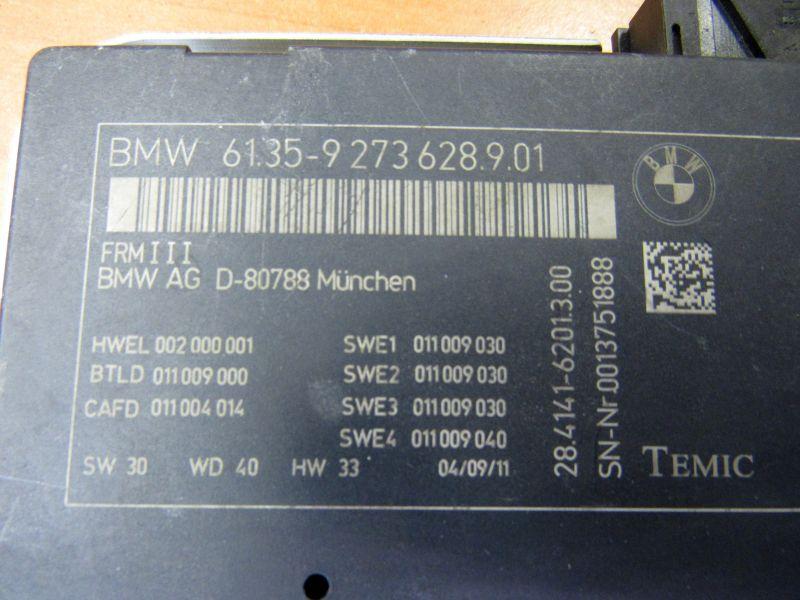 BMW 61.35-9 273 628.9.01
BMW
FRM III
BMW AG D-80788 München
HWEL 002 000 001
BTLD 011 009 000
CAFD 011 004 014
SWE1 011 009 030
SWE2 011 009 030
SWE3 011 009 030
SWE4 011 009 040
SW 30 WD 40 HW 33 04/09/11
28.4141-62013.00
SN-Nr.0013751888
TEMIC